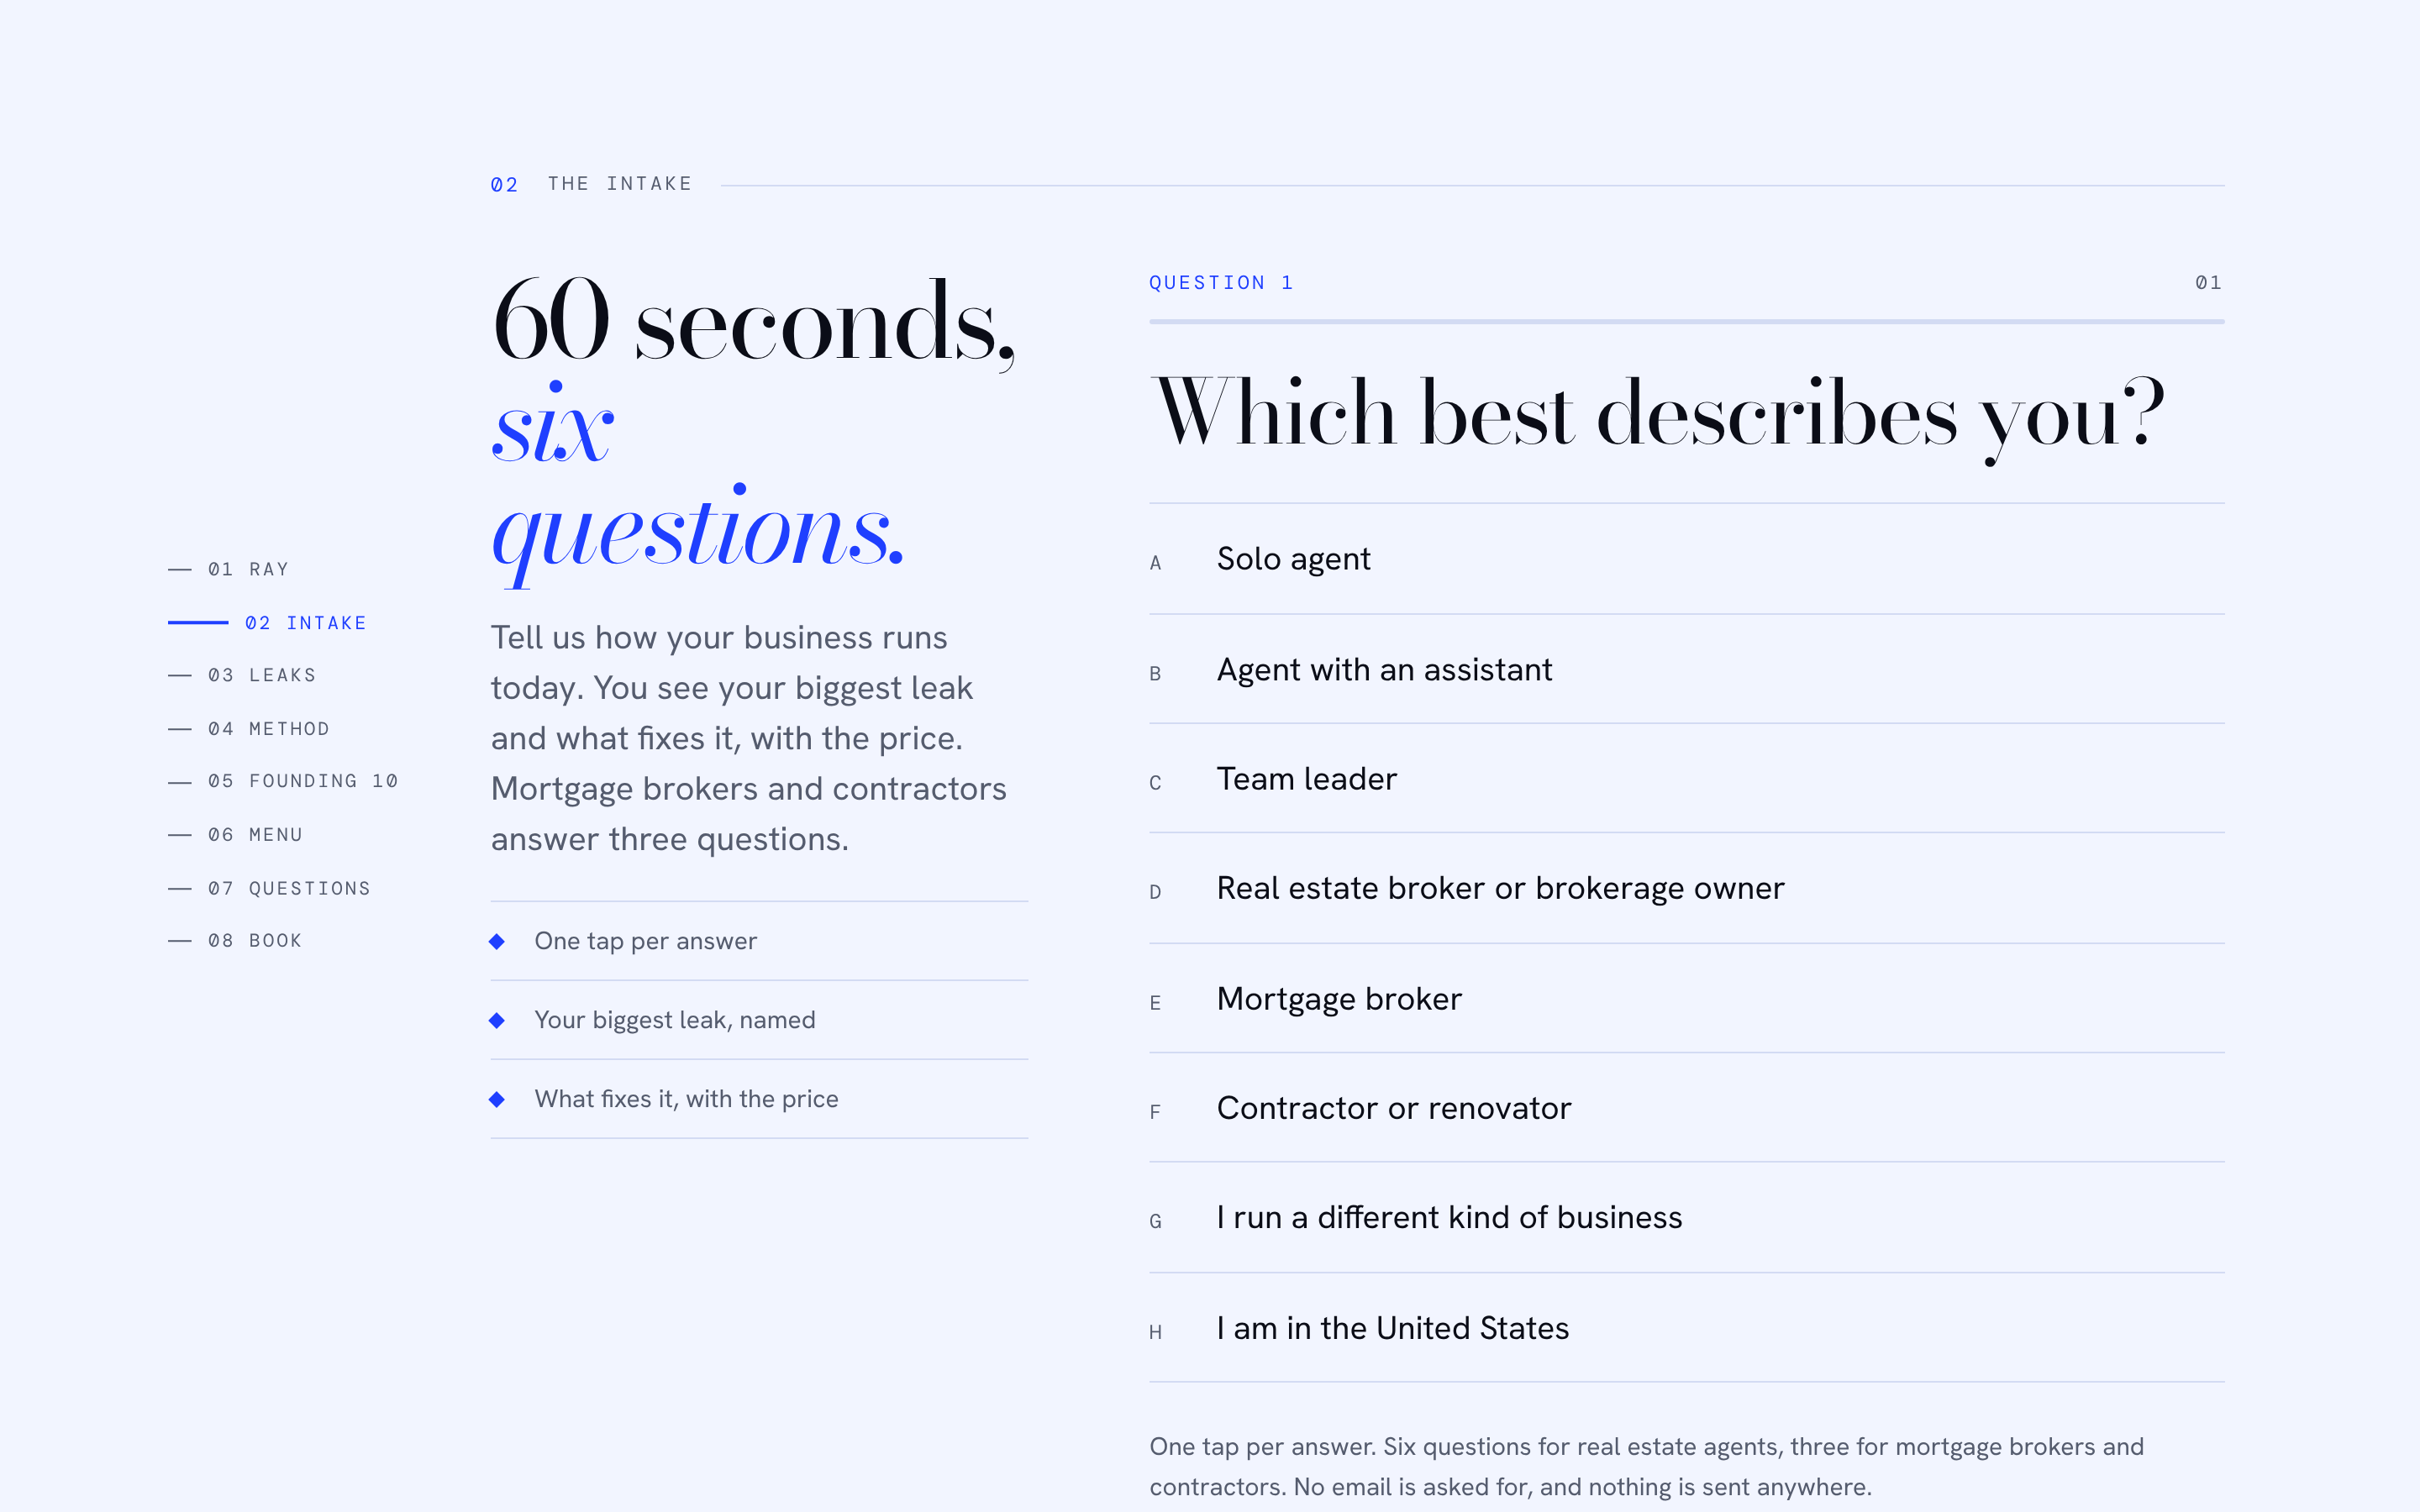 02 THE INTAKE
60 seconds,
six
questions.
Tell us how your business runs
today. You see your biggest leak
and what fixes it, with the price.
Mortgage brokers and contractors
answer three questions.
One tap per answer
Your biggest leak, named
What fixes it, with the price
01 RAY
02 INTAKE
03 LEAKS
04 METHOD
05 FOUNDING 10
06 MENU
07 QUESTIONS
08 BOOK
QUESTION 1
01
Which best describes you?
A Solo agent
B Agent with an assistant
C Team leader
D Real estate broker or brokerage owner
E Mortgage broker
F Contractor or renovator
G I run a different kind of business
H I am in the United States
One tap per answer. Six questions for real estate agents, three for mortgage brokers and
contractors. No email is asked for, and nothing is sent anywhere.